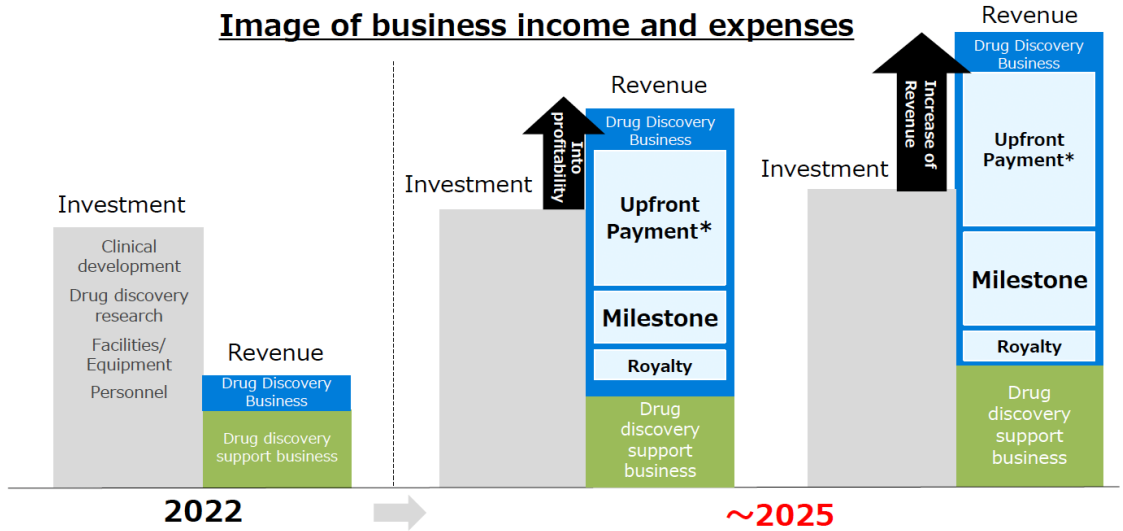 Image of business income and expenses
Investment
Clinical
development
Drug discovery
research
Facilities/
Equipment
Personnel
Revenue
Drug Discovery
Business
Drug discovery
support business
2022
Investment
Into
profitability
Revenue
Drug Discovery
Business
Upfront
Payment*
Milestone
Royalty
Drug
discovery
support
business
Investment
Increase of
Revenue
Revenue
Drug Discovery
Business
Upfront
Payment*
Milestone
Royalty
Drug
discovery
support
business
～2025